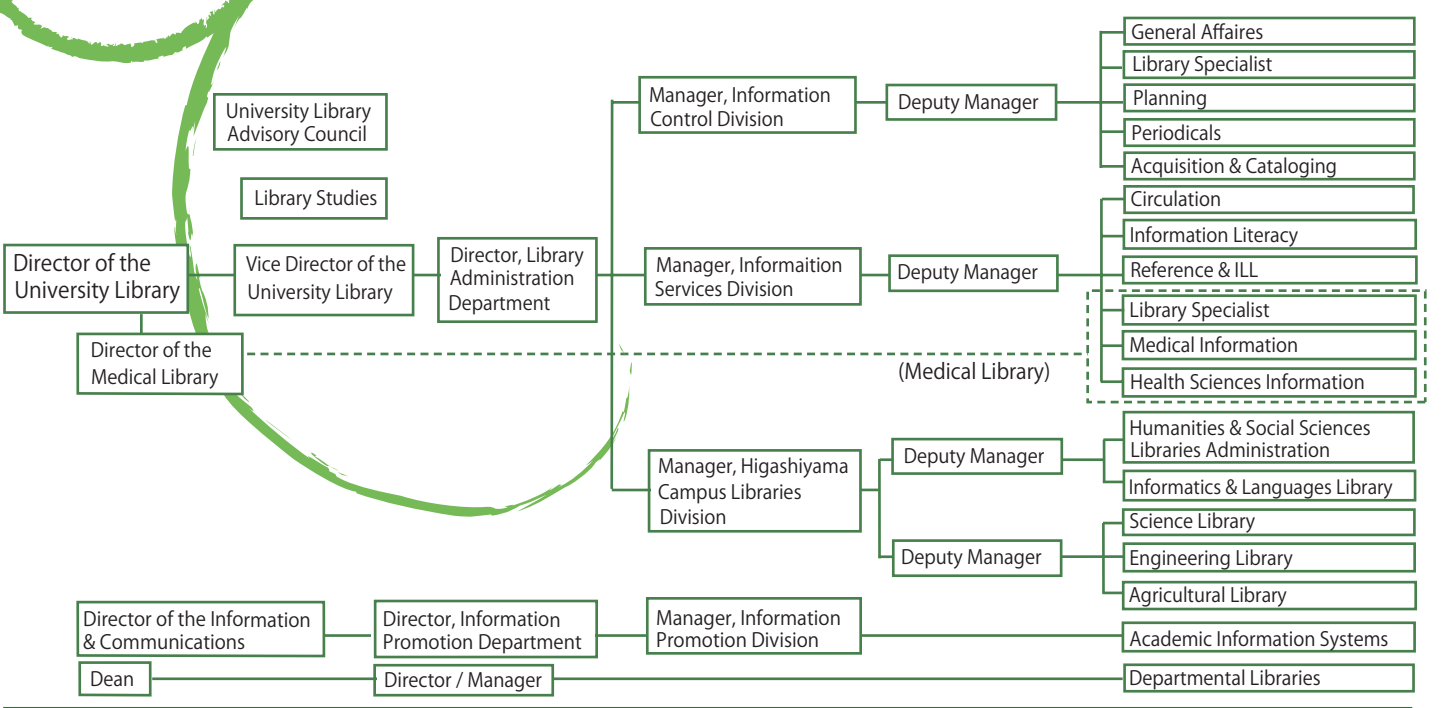 University Library
Advisory Council
Library Studies
Director of the
University Library
Vice Director of the
University Library
Director, Library
Administration
Department
Director of the
Medical Library
Manager, Information
Control Division
Deputy Manager
General Affaires
Library Specialist
Planning
Periodicals
Acquisition & Cataloging
Manager, Informaition
Services Division
Deputy Manager
Circulation
Information Literacy
Reference & ILL
Library Specialist
Medical Information
Health Sciences Information
(Medical Library)
Manager, Higashiyama
Campus Libraries
Division
Deputy Manager
Humanities & Social Sciences
Libraries Administration
Informatics & Languages Library
Deputy Manager
Science Library
Engineering Library
Agricultural Library
Director of the Information
& Communications
Director, Information
Promotion Department
Manager, Information
Promotion Division
Academic Information Systems
Dean
Director / Manager
Departmental Libraries